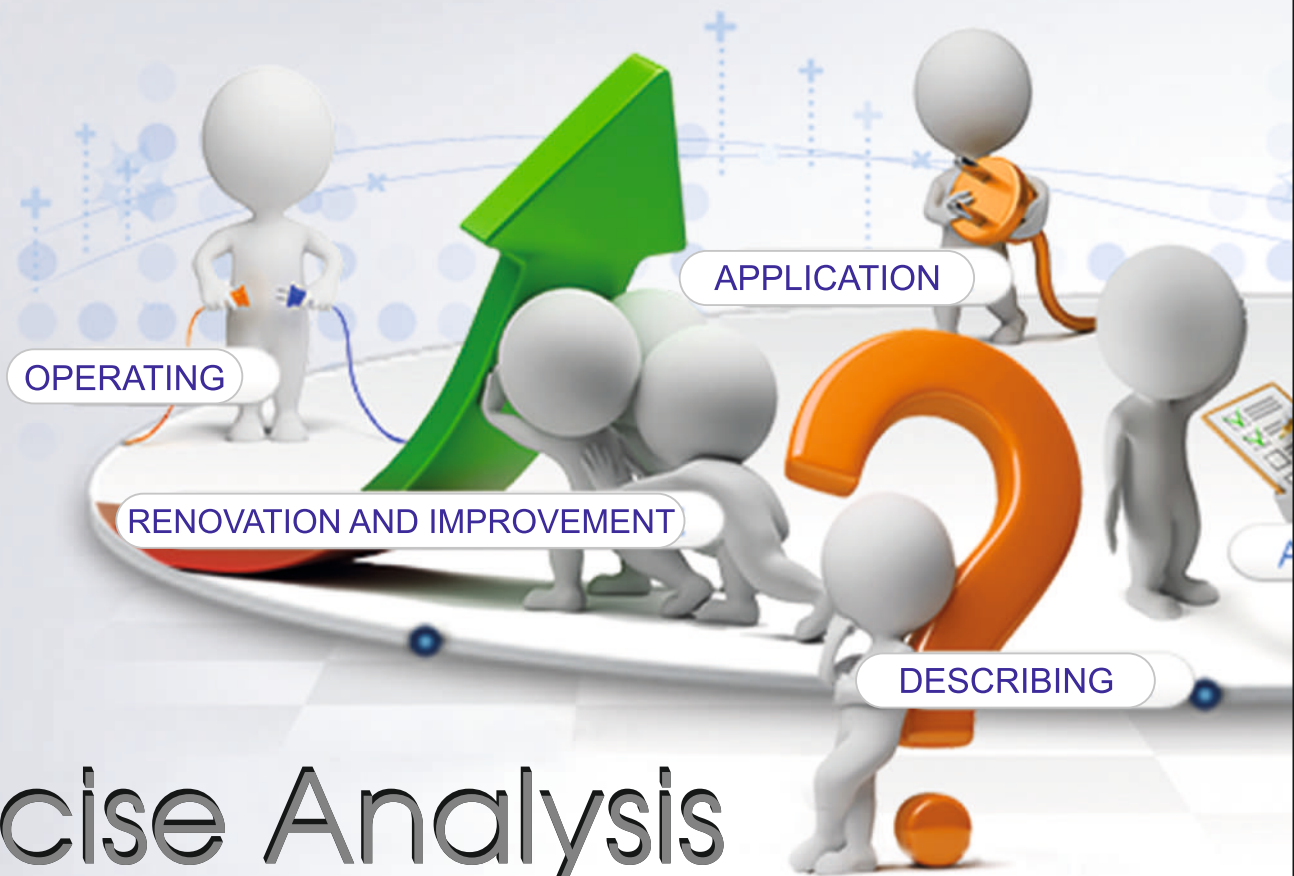 APPLICATION
OPERATING
RENOVATION AND IMPROVEMENT
DESCRIBING
cise Analysis